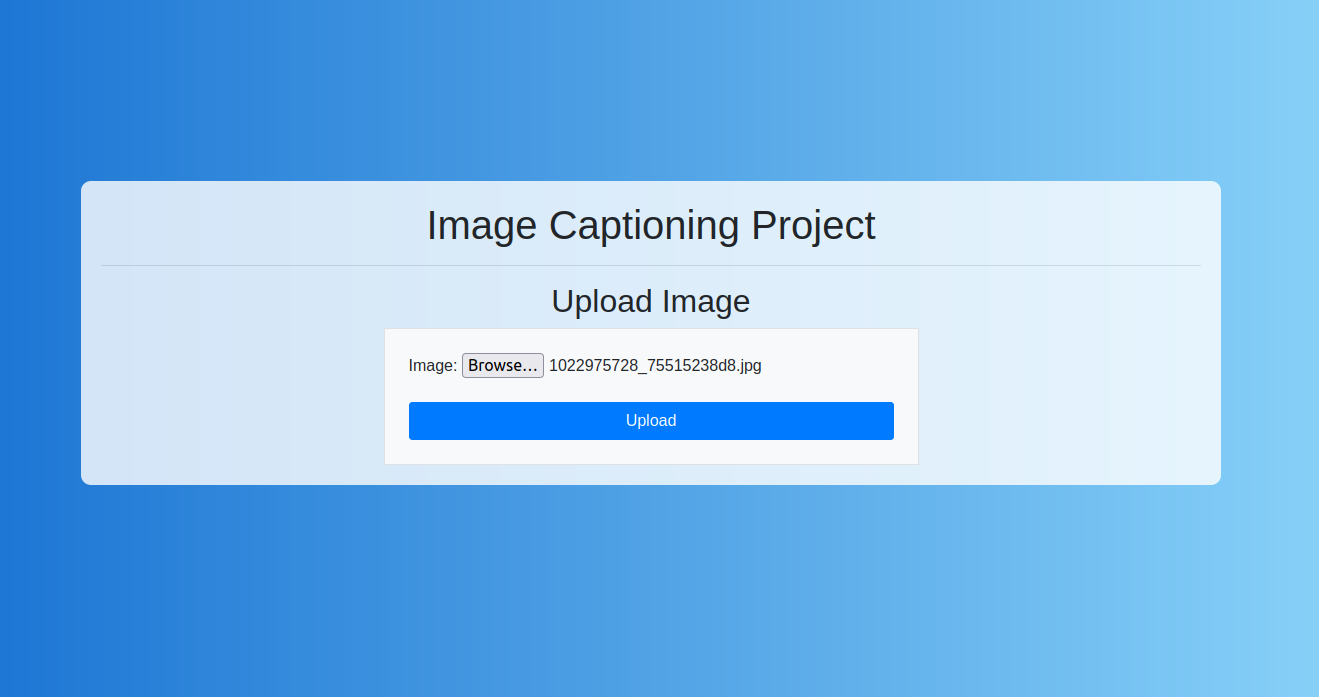 Image Captioning Project
Upload Image
Image: Browse... 1022975728_75515238d8.jpg
Upload